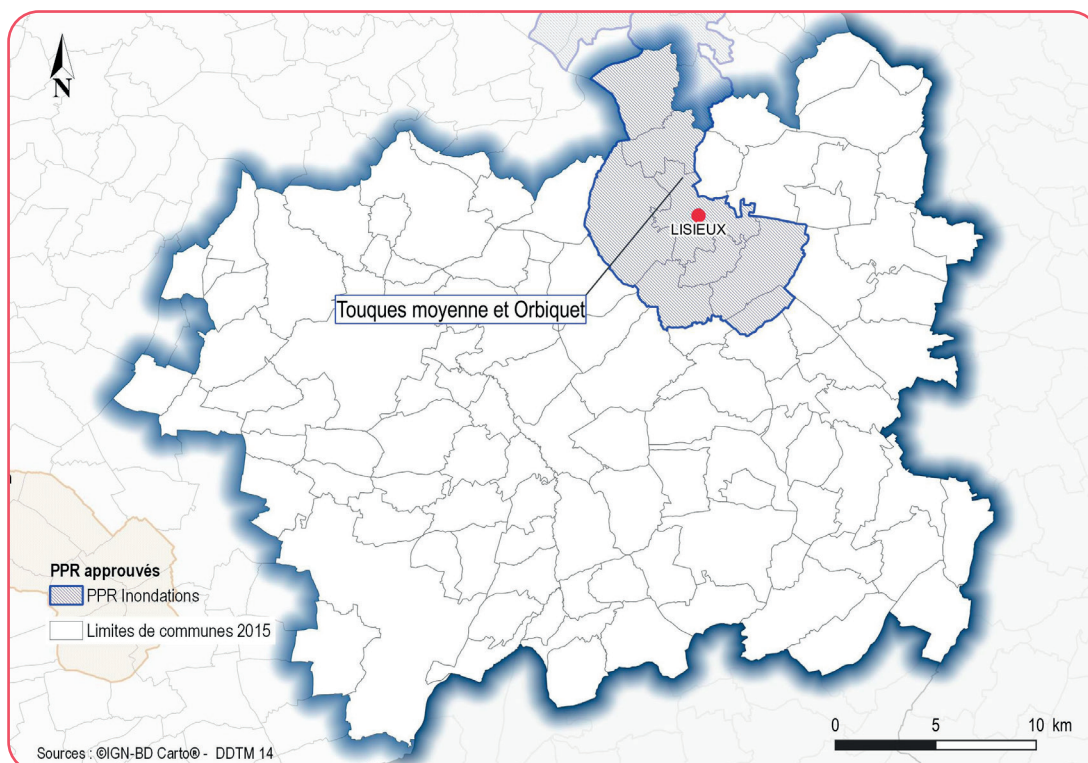 N
LISIEUX
Touques moyenne et Orbiquet
PPR approuvés
PPR Inondations
Limites de communes 2015
0 5 10 km
Sources : ©IGN-BD Carto® - DDTM 14